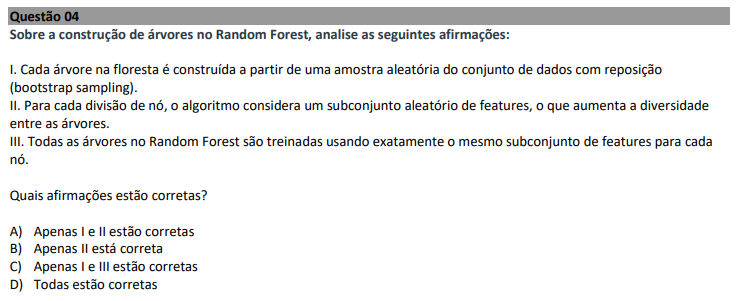 Questão 04
Sobre a construção de árvores no Random Forest, analise as seguintes afirmações:
I. Cada árvore na floresta é construída a partir de uma amostra aleatória do conjunto de dados com reposição
(bootstrap sampling).
II. Para cada divisão de nó, o algoritmo considera um subconjunto aleatório de features, o que aumenta a diversidade
entre as árvores.
III. Todas as árvores no Random Forest são treinadas usando exatamente o mesmo subconjunto de features para cada
nó.
Quais afirmações estão corretas?
A) Apenas I e II estão corretas
B) Apenas II está correta
C) Apenas I e III estão corretas
D) Todas estão corretas